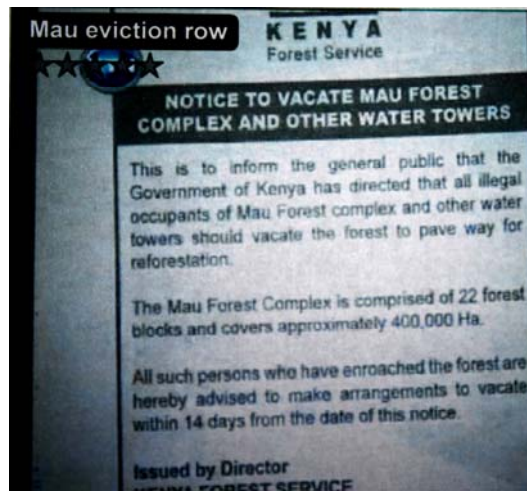 Mau eviction row
KENYA
Forest Service
NOTICE TO VACATE MAU FOREST
COMPLEX AND OTHER WATER TOWERS
This is to inform the general public that the
Government of Kenya has directed that all illegal
occupants of Mau Forest complex and other water
towers should vacate the forest to pave way for
reforestation.
The Mau Forest Complex is comprised of 22 forest
blocks and covers approximately 400,000 Ha.
All such persons who have enroached the forest are
hereby advised to make arrangements to vacate
within 14 days from the date of this notice.
Issued by Director
KENYA FOREST SERVICE